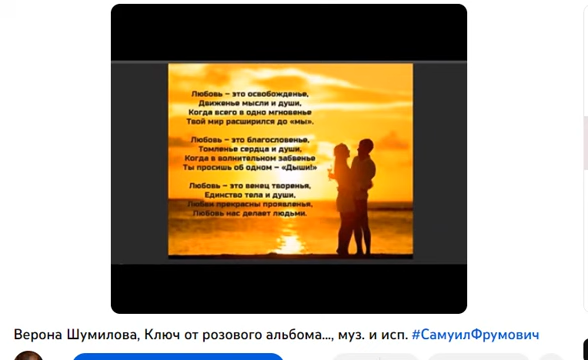 Любовь – это освобожденье,
Движенье мысли и души,
Когда всего в одно мгновенье
Твой мир расширился до «мы».
Любовь – это благословенье,
Томленье сердца и души,
Когда в волнительном забвенье
Ты просишь об одном – «Дыши!»
Любовь – это венец творенья,
Единство тела и души,
Любви прекрасны проявленья,
Любовь нас делает людьми.
Верона Шумилова, Ключ от розового альбома..., муз. и исп. #СамуилФрумович